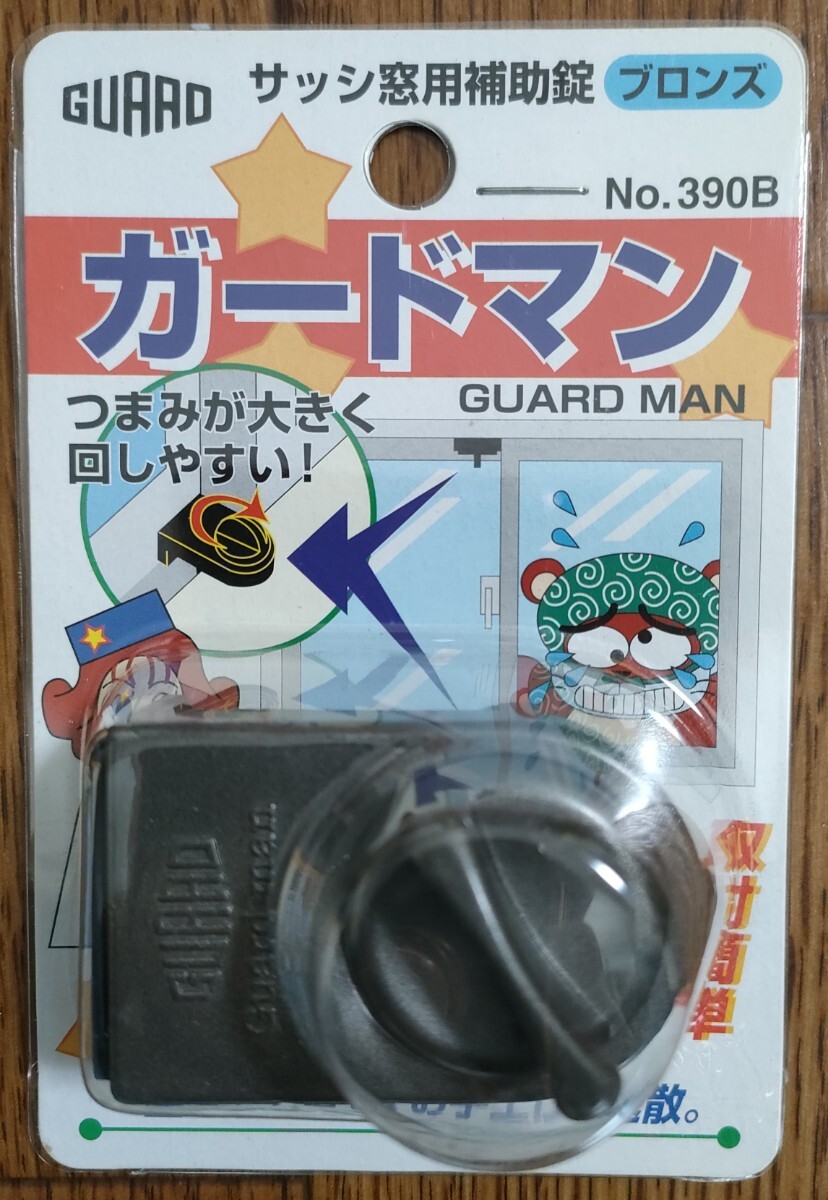 GUARD
サッシ窓用補助錠 ブロンズ
No.390B
ガードマン
GUARD MAN
つまみが大きく
回しやすい！
GUARD
Guard man.
取付簡単
散。